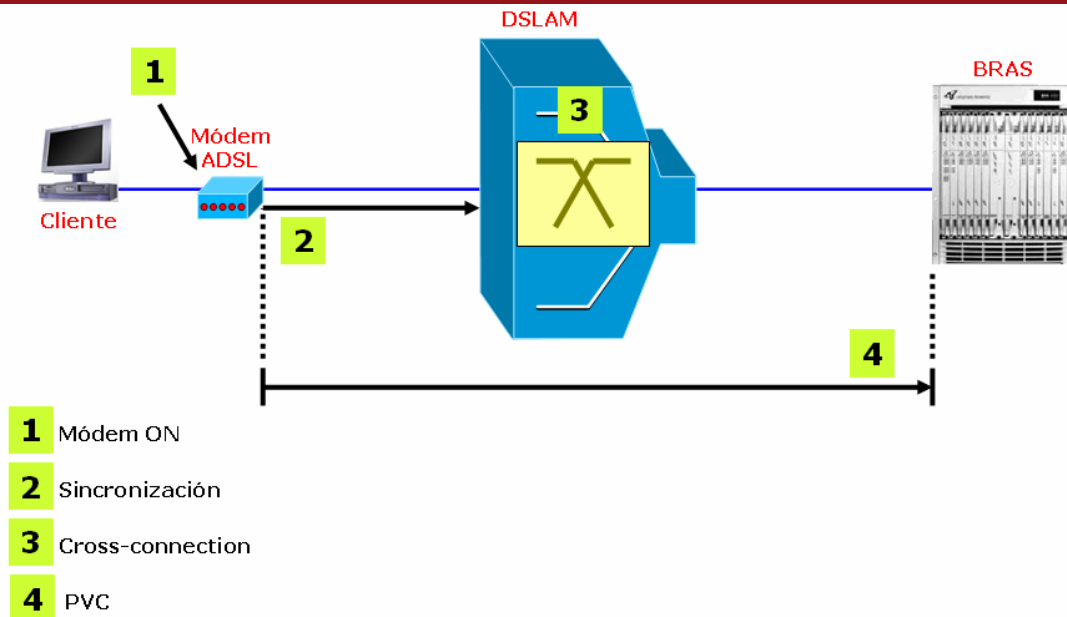 DSLAM
BRAS
1
3
Módem
ADSL
Cliente
2
4
1 Módem ON
2 Sincronización
3 Cross-connection
4 PVC